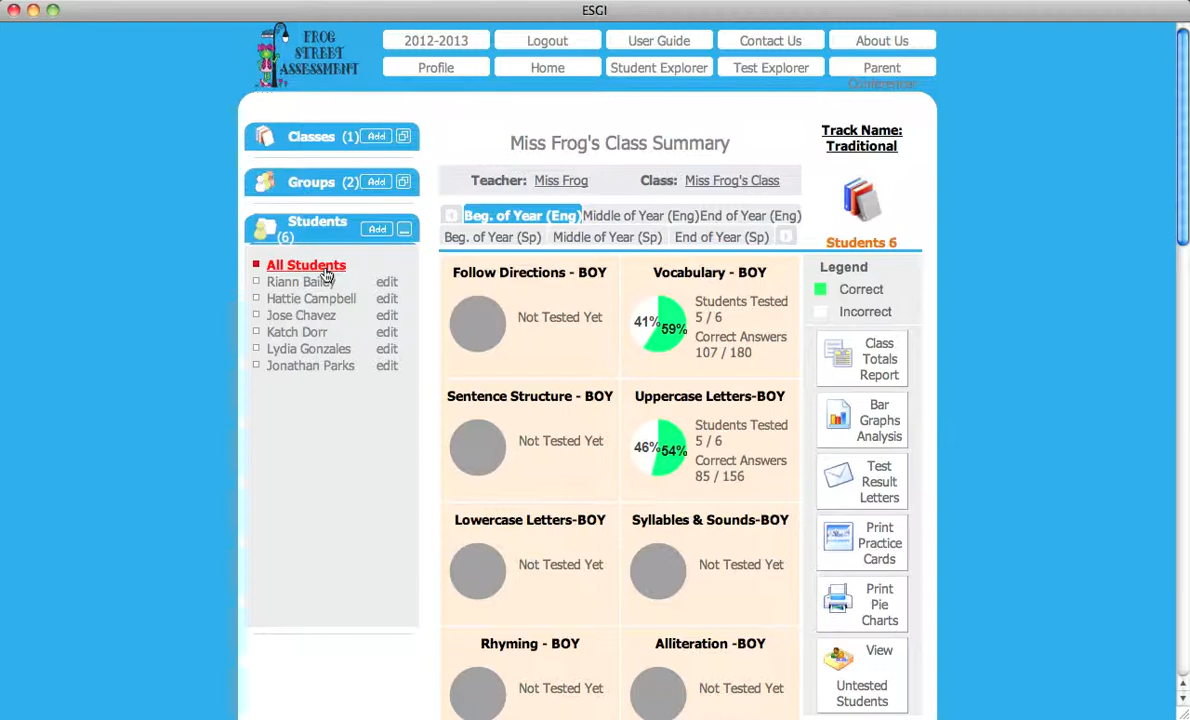 ESGI
FROG
STREET
ASSESSMENT
2012-2013
Logout
User Guide
Contact Us
About Us
Profile
Home
Student Explorer
Test Explorer
Parent
Conferencer
Classes (1)
Add
Groups (2)
Add
Students
(6)
Add
All Students
Riann Bailey
edit
Hattie Campbell
edit
Jose Chavez
edit
Katch Dorr
edit
Lydia Gonzales
edit
Jonathan Parks
edit
Miss Frog's Class Summary
Teacher: Miss Frog Class: Miss Frog's Class
Beg. of Year (Eng) Middle of Year (Eng) End of Year (Eng)
Beg. of Year (Sp) Middle of Year (Sp) End of Year (Sp)
Follow Directions - BOY
Not Tested Yet
Vocabulary - BOY
41% 59%
Students Tested
5 / 6
Correct Answers
107 / 180
Sentence Structure - BOY
Not Tested Yet
Uppercase Letters-BOY
46% 54%
Students Tested
5 / 6
Correct Answers
85 / 156
Lowercase Letters-BOY
Not Tested Yet
Syllables & Sounds-BOY
Not Tested Yet
Rhyming - BOY
Not Tested Yet
Alliteration -BOY
Not Tested Yet
Track Name:
Traditional
Students 6
Legend
Correct
Incorrect
Class
Totals
Report
Bar
Graphs
Analysis
Test
Result
Letters
Print
Practice
Cards
Print
Pie
Charts
View
Untested
Students